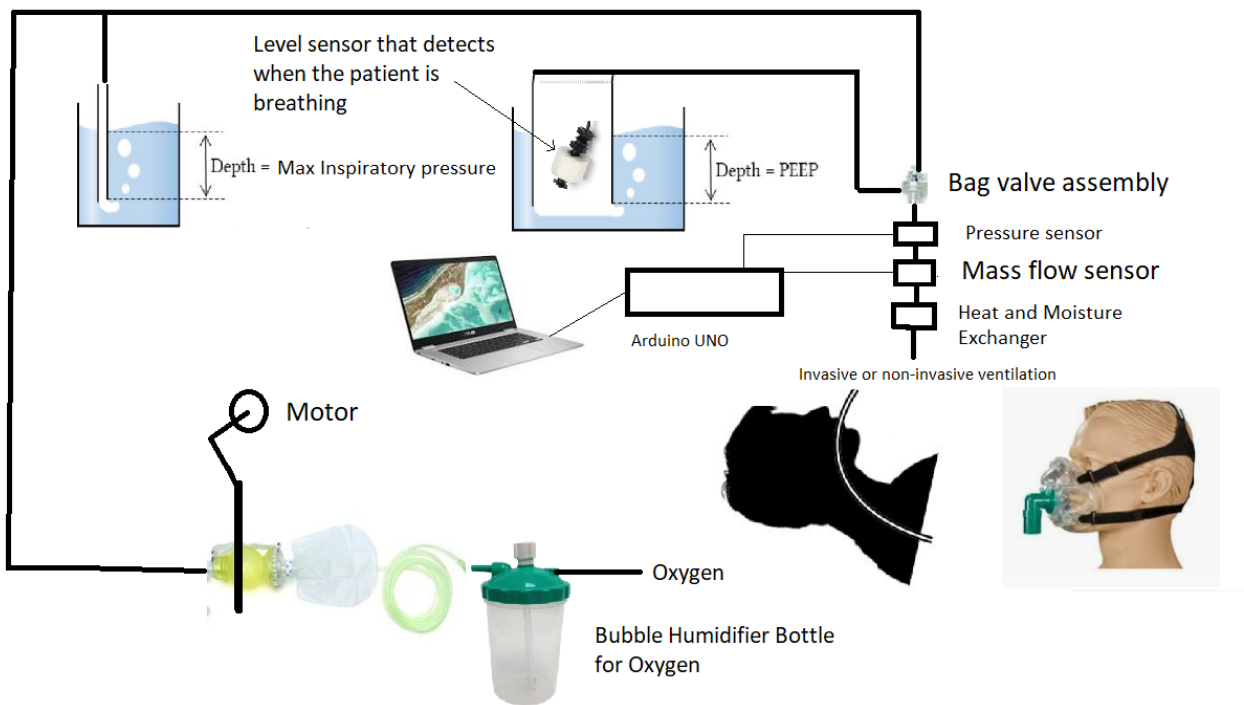 Level sensor that detects
when the patient is
breathing
Depth = Max Inspiratory pressure
Depth = PEEP
Bag valve assembly
Pressure sensor
Mass flow sensor
Heat and Moisture
Exchanger
Arduino UNO
Invasive or non-invasive ventilation
Motor
Oxygen
Bubble Humidifier Bottle
for Oxygen